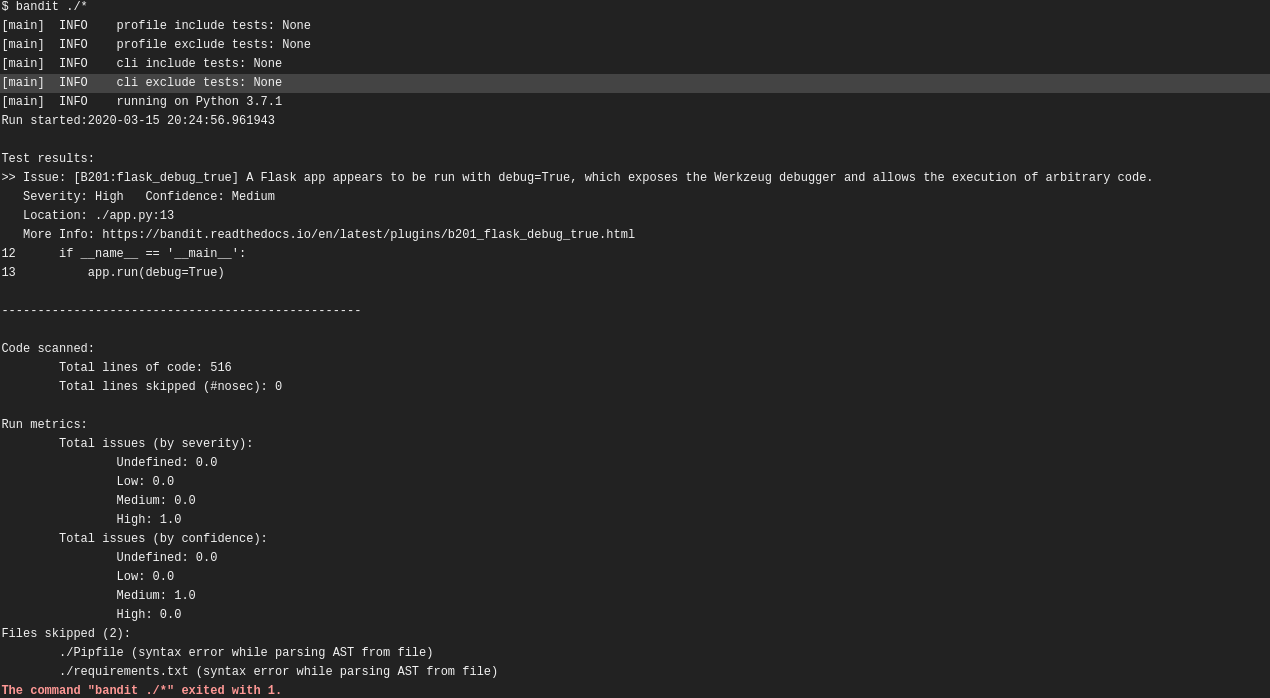 $ bandit ./*
[main]  INFO    profile include tests: None
[main]  INFO    profile exclude tests: None
[main]  INFO    cli include tests: None
[main]  INFO    cli exclude tests: None
[main]  INFO    running on Python 3.7.1
Run started:2020-03-15 20:24:56.961943
Test results:
>> Issue: [B201:flask_debug_true] A Flask app appears to be run with debug=True, which exposes the Werkzeug debugger and allows the execution of arbitrary code.
   Severity: High   Confidence: Medium
   Location: ./app.py:13
   More Info: https://bandit.readthedocs.io/en/latest/plugins/b201_flask_debug_true.html
12      if __name__ == '__main__':
13          app.run(debug=True)
--------------------------------------------------
Code scanned:
        Total lines of code: 516
        Total lines skipped (#nosec): 0
Run metrics:
        Total issues (by severity):
                Undefined: 0.0
                Low: 0.0
                Medium: 0.0
                High: 1.0
        Total issues (by confidence):
                Undefined: 0.0
                Low: 0.0
                Medium: 1.0
                High: 0.0
Files skipped (2):
        ./Pipfile (syntax error while parsing AST from file)
        ./requirements.txt (syntax error while parsing AST from file)
The command "bandit ./*" exited with 1.